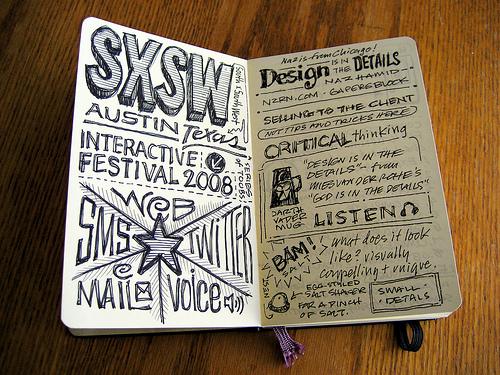 SXSW
AUSTIN Texas
INTERACTIVE
FESTIVAL 2008
WEB
SMS TWITTER
MAIL Voice
Naz is from Chicago!
Design IS IN THE DETAILS
NAZ HAMID
NZRN.COM - GAPERSBLOCK
SELLING TO THE CLIENT
NOT TIPS AND TRICKS HERE
CRITICAL thinking
"DESIGN IS IN THE
DETAILS" - from
MIES VAN DER ROHE'S
"GOD IS IN THE DETAILS"
DARTH
VADER
MUG
LISTEN
BAM!
What does it look
like? visually
compelling + unique.
EGG-STYLED
SALT SHAKER
FOR A PINCH
OF SALT.
SMALL
DETAILS